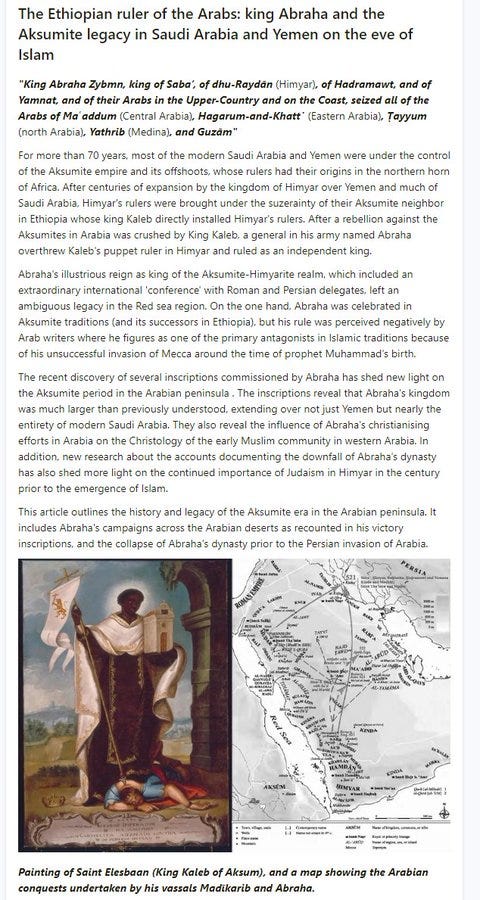 The Ethiopian ruler of the Arabs: king Abraha and the
Aksumite legacy in Saudi Arabia and Yemen on the eve of
Islam
"King Abraha Zybmn, king of Saba', of dhu-Raydān (Himyar), of Hadramawt, and of
Yamnat, and of their Arabs in the Upper-Country and on the Coast, seized all of the
Arabs of Maʿaddum (Central Arabia), Hagarum-and-Khattˈ (Eastern Arabia), Ṭayyum
(north Arabia), Yathrib (Medina), and Guzām"
For more than 70 years, most of the modern Saudi Arabia and Yemen were under the control
of the Aksumite empire and its offshoots, whose rulers had their origins in the northern horn
of Africa. After centuries of expansion by the kingdom of Himyar over Yemen and much of
Saudi Arabia, Himyar's rulers were brought under the suzerainty of their Aksumite neighbor
in Ethiopia whose king Kaleb directly installed Himyar's rulers. After a rebellion against the
Aksumites in Arabia was crushed by King Kaleb, a general in his army named Abraha
overthrew Kaleb's puppet ruler in Himyar and ruled as an independent king.
Abraha's illustrious reign as king of the Aksumite-Himyarite realm, which included an
extraordinary international 'conference' with Roman and Persian delegates, left an
ambiguous legacy in the Red sea region. On the one hand, Abraha was celebrated in
Aksumite traditions (and its successors in Ethiopia), but his rule was perceived negatively by
Arab writers where he figures as one of the primary antagonists in Islamic traditions because
of his unsuccessful invasion of Mecca around the time of prophet Muhammad's birth.
The recent discovery of several inscriptions commissioned by Abraha has shed new light on
the Aksumite period in the Arabian peninsula . The inscriptions reveal that Abraha's kingdom
was much larger than previously understood, extending over not just Yemen but nearly the
entirety of modern Saudi Arabia. They also reveal the influence of Abraha's christianising
efforts in Arabia on the Christology of the early Muslim community in western Arabia. In
addition, new research about the accounts documenting the downfall of Abraha's dynasty
has also shed more light on the continued importance of Judaism in Himyar in the century
prior to the emergence of Islam.
This article outlines the history and legacy of the Aksumite era in the Arabian peninsula. It
includes Abraha's campaigns across the Arabian deserts as recounted in his victory
inscriptions, and the collapse of Abraha's dynasty prior to the Persian invasion of Arabia.
PERSIA
ROMAN EMPIRE
521
Red Sea
KINDA
AL-YAMAMA
HAMDĀN
KINDA
AKSŪM
HIMYAR
Painting of Saint Elesbaan (King Kaleb of Aksum), and a map showing the Arabian
conquests undertaken by his vassals Madikarib and Abraha.